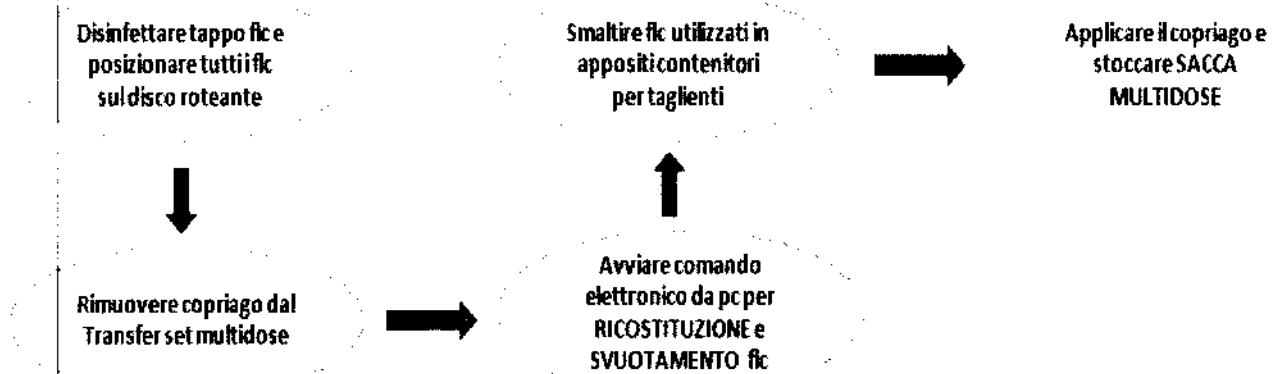 Disinfettare tappo flc e
posizionare tutti i flc
sul disco roteante
Rimuovere copriago dal
Transfer set multidose
Avviare comando
elettronico da pc per
RICOSTITUZIONE e
SVUOTAMENTO flc
Smaltire flc utilizzati in
appositi contenitori
per taglienti
Applicare il copriago e
stoccare SACCA
MULTIDOSE